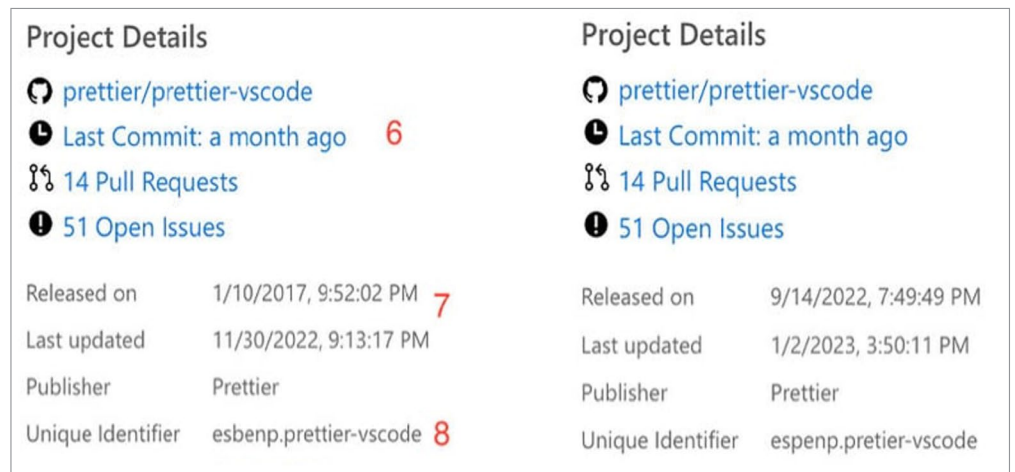 Project Details
prettier/prettier-vscode
Last Commit: a month ago 6
14 Pull Requests
51 Open Issues
Released on 1/10/2017, 9:52:02 PM 7
Last updated 11/30/2022, 9:13:17 PM
Publisher Prettier
Unique Identifier esbenp.prettier-vscode 8
Project Details
prettier/prettier-vscode
Last Commit: a month ago
14 Pull Requests
51 Open Issues
Released on 9/14/2022, 7:49:49 PM
Last updated 1/2/2023, 3:50:11 PM
Publisher Prettier
Unique Identifier espenp.pretier-vscode